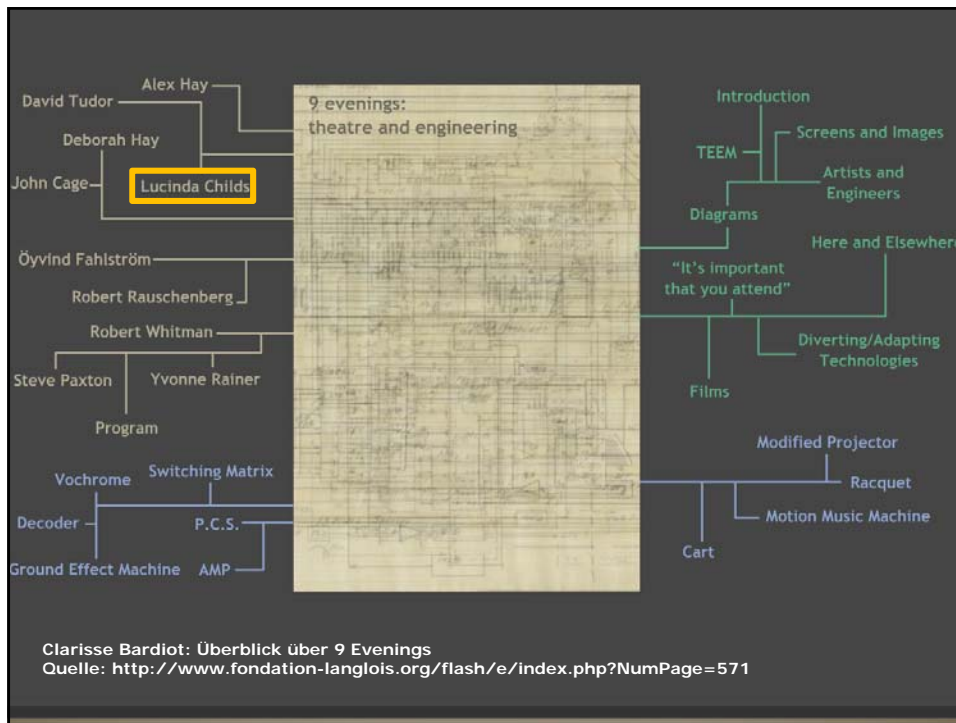 Alex Hay
David Tudor
Deborah Hay
John Cage
Lucinda Childs
Öyvind Fahlström
Robert Rauschenberg
Robert Whitman
Steve Paxton
Yvonne Rainer
Program
Vochrome
Switching Matrix
Decoder
P.C.S.
Ground Effect Machine
AMP
9 evenings:
theatre and engineering
Introduction
Screens and Images
TEEM
Artists and
Engineers
Diagrams
Here and Elsewhere
"It's important
that you attend"
Diverting/Adapting
Technologies
Films
Modified Projector
Racquet
Motion Music Machine
Cart
Clarisse Bardiot: Überblick über 9 Evenings
Quelle: http://www.fondation-langlois.org/flash/e/index.php?NumPage=571